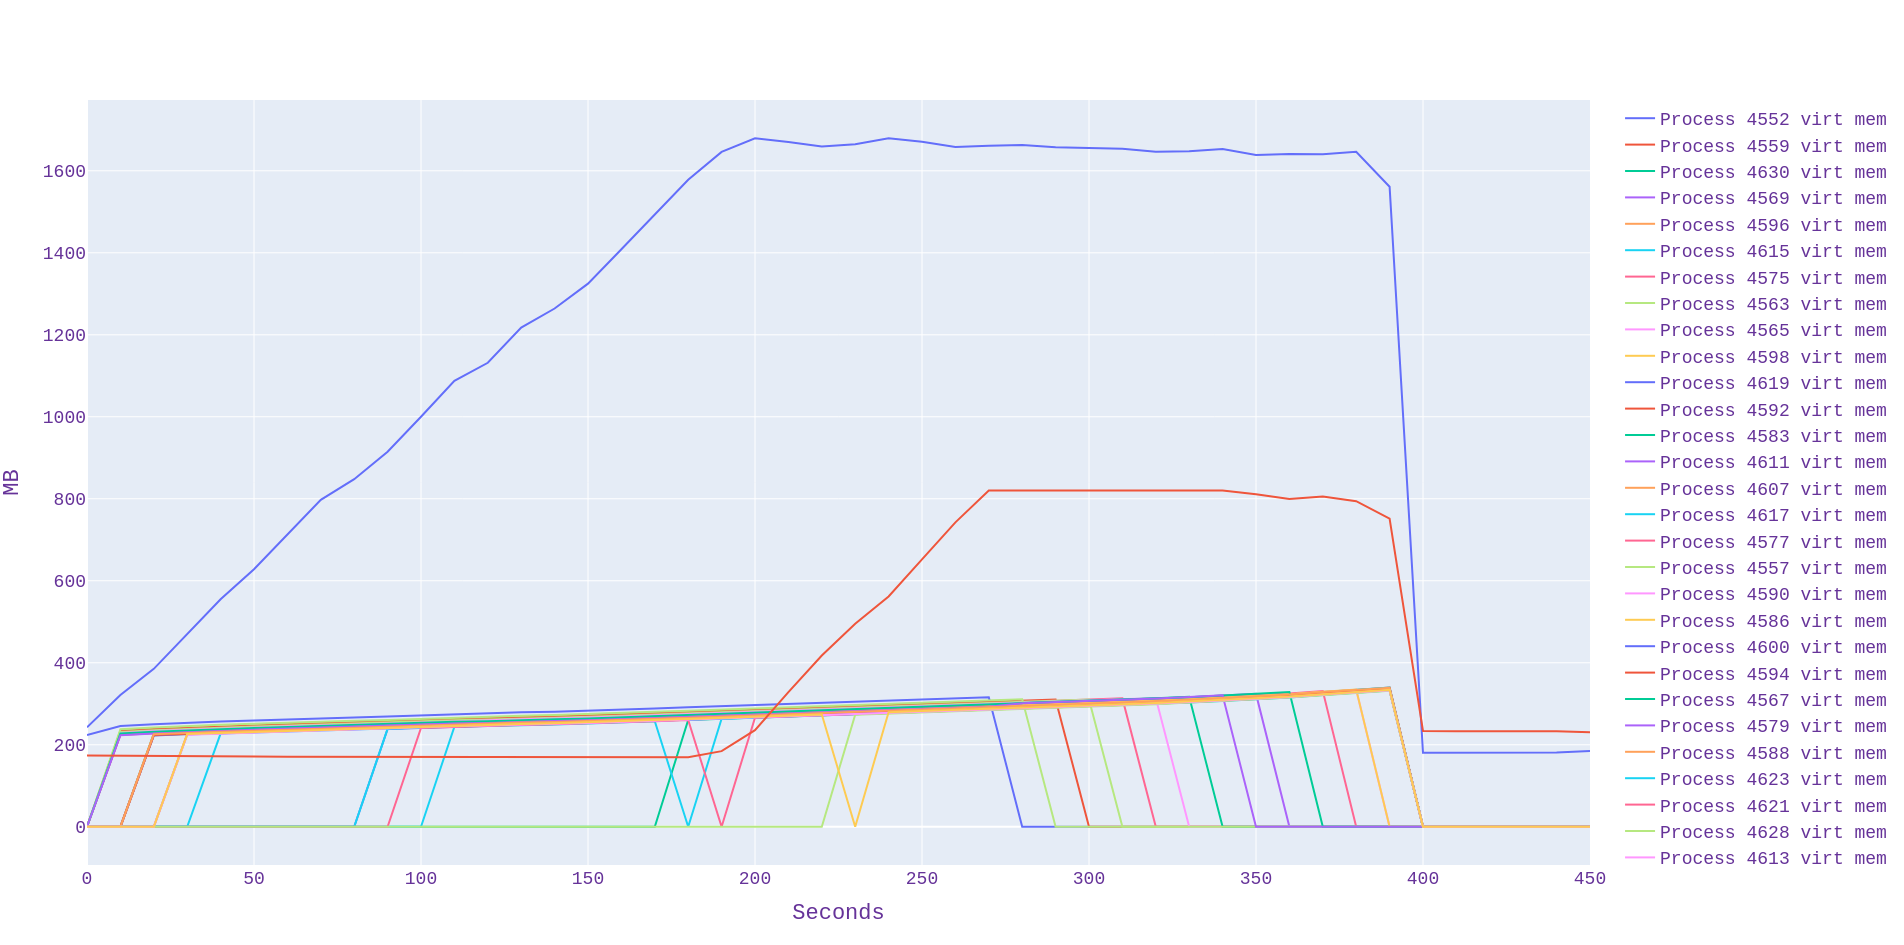 MB
1600
1400
1200
1000
800
600
400
200
0
0 50 100 150 200 250 300 350 400 450
Seconds
Process 4552 virt mem
Process 4559 virt mem
Process 4630 virt mem
Process 4569 virt mem
Process 4596 virt mem
Process 4615 virt mem
Process 4575 virt mem
Process 4563 virt mem
Process 4565 virt mem
Process 4598 virt mem
Process 4619 virt mem
Process 4592 virt mem
Process 4583 virt mem
Process 4611 virt mem
Process 4607 virt mem
Process 4617 virt mem
Process 4577 virt mem
Process 4557 virt mem
Process 4590 virt mem
Process 4586 virt mem
Process 4600 virt mem
Process 4594 virt mem
Process 4567 virt mem
Process 4579 virt mem
Process 4588 virt mem
Process 4623 virt mem
Process 4621 virt mem
Process 4628 virt mem
Process 4613 virt mem